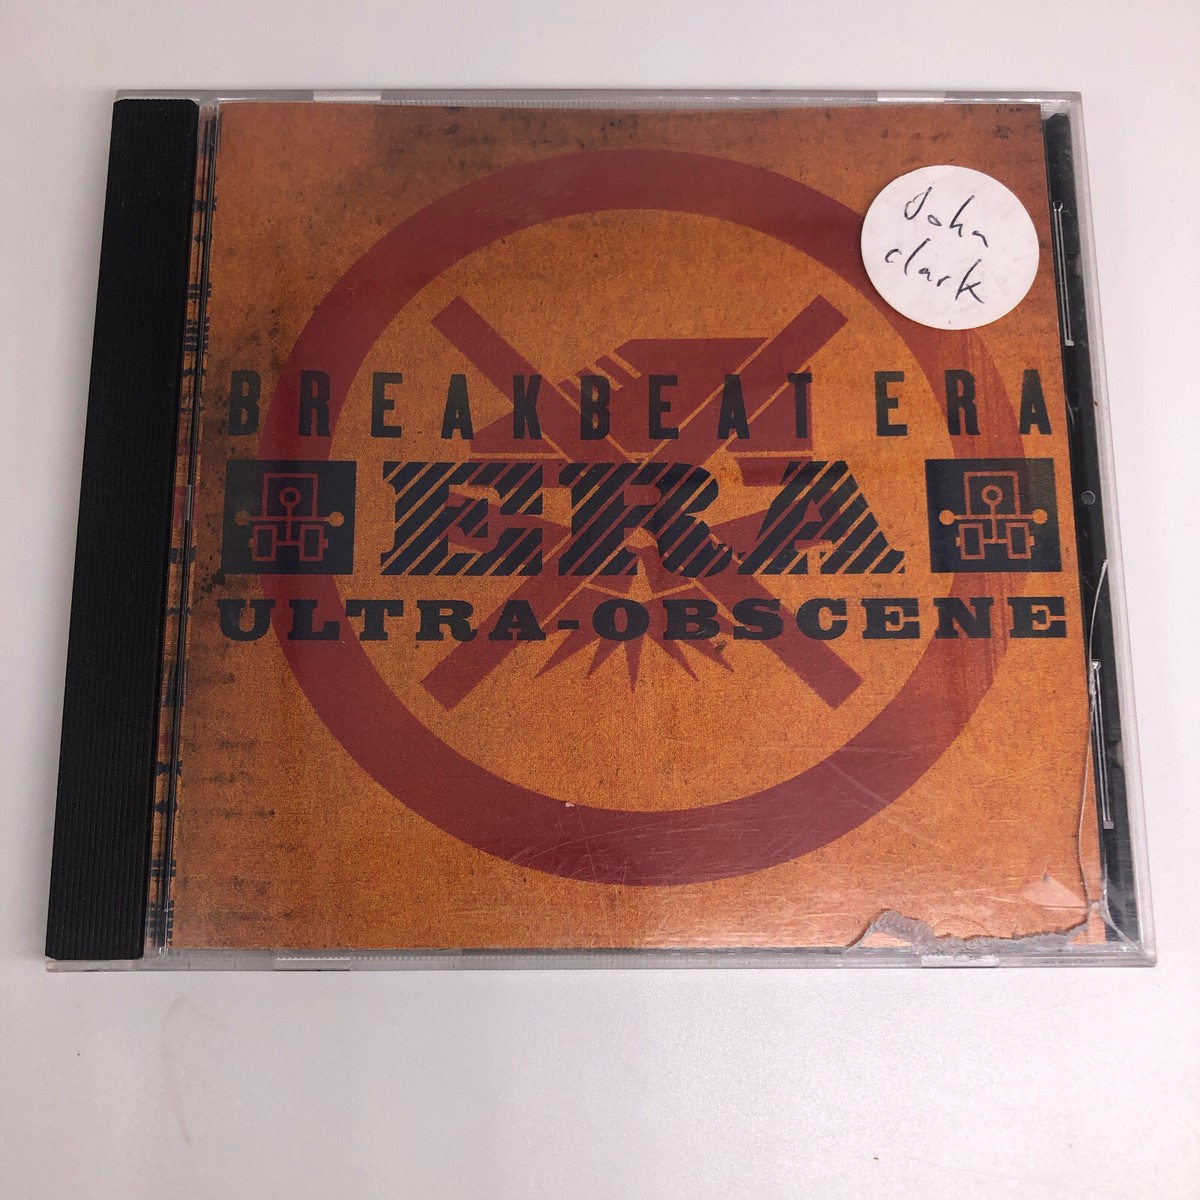 John
Clark
BREAKBEAT ERA
ERA
ULTRA-OBSCENE